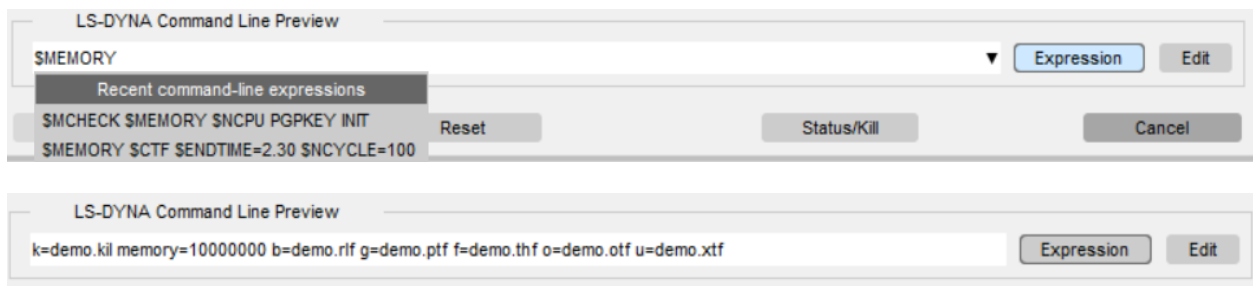 LS-DYNA Command Line Preview
$MEMORY ▼ Expression Edit
Recent command-line expressions
$MCHECK $MEMORY $NCPU PGPKEY INIT
$MEMORY $CTF $ENDTIME=2.30 $NCYCLE=100
Reset Status/Kill Cancel
LS-DYNA Command Line Preview
k=demo.kil memory=10000000 b=demo.rlf g=demo.ptf f=demo.thf o=demo.otf u=demo.xtf Expression Edit